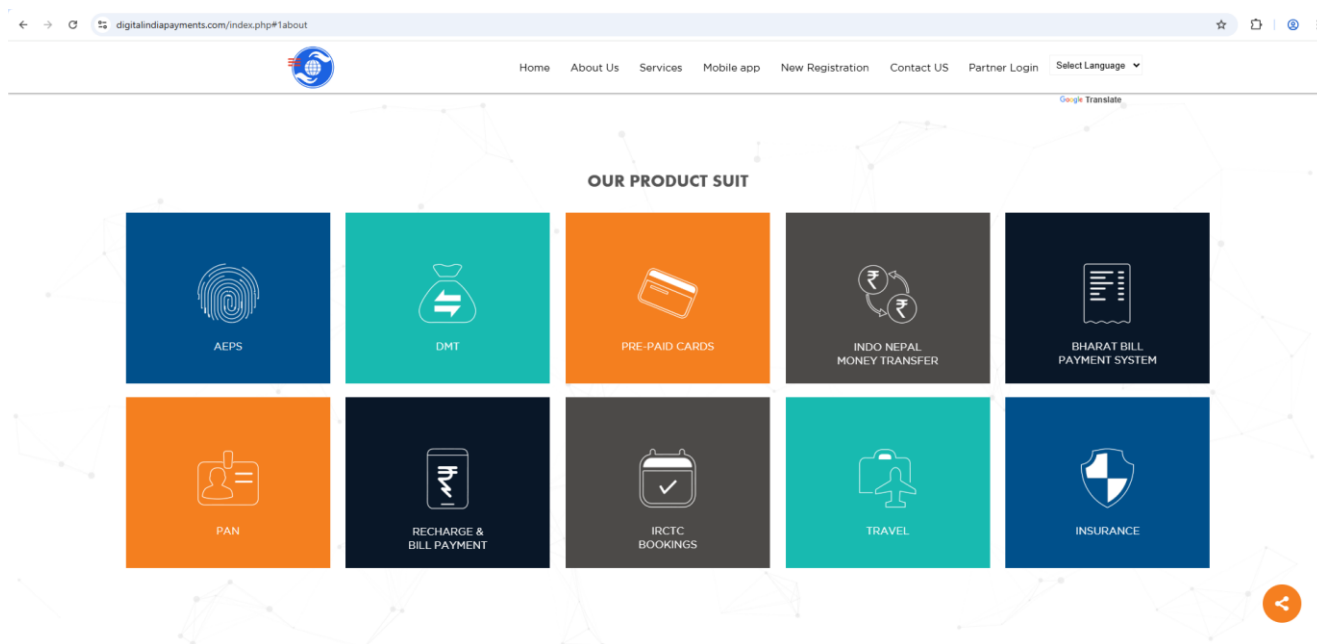 digitalindiapayments.com/index.php#1about
Home About Us Services Mobile app New Registration Contact US Partner Login Select Language
Google Translate
OUR PRODUCT SUIT
AEPS
DMT
PRE-PAID CARDS
INDO NEPAL
MONEY TRANSFER
BHARAT BILL
PAYMENT SYSTEM
PAN
RECHARGE &
BILL PAYMENT
IRCTC
BOOKINGS
TRAVEL
INSURANCE